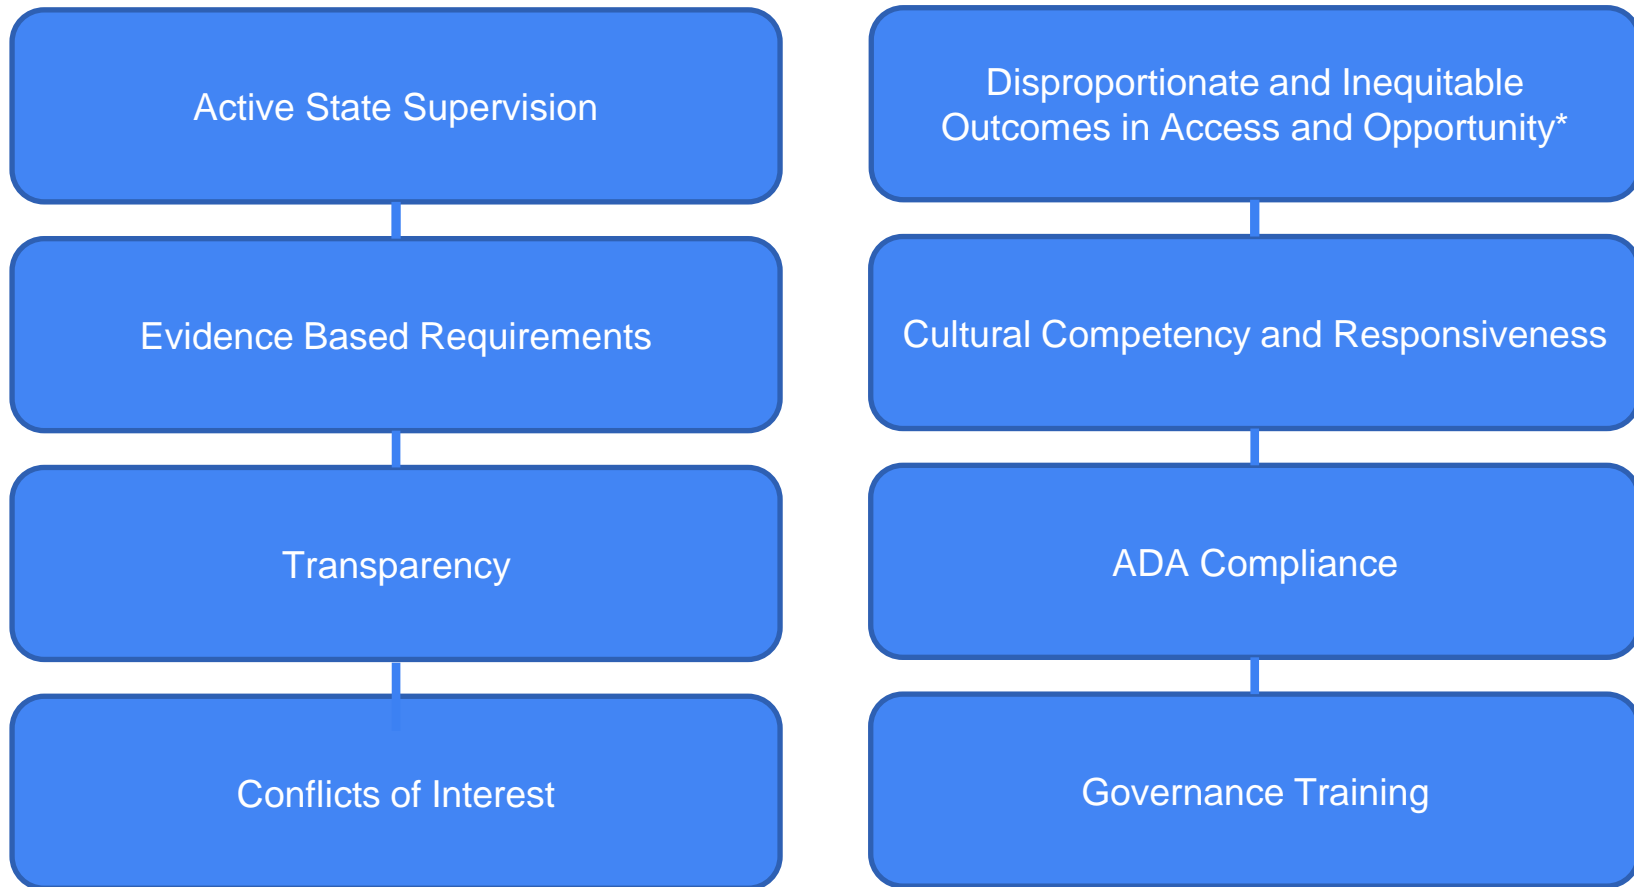 Active State Supervision
Evidence Based Requirements
Transparency
Conflicts of Interest
Disproportionate and Inequitable
Outcomes in Access and Opportunity*
Cultural Competency and Responsiveness
ADA Compliance
Governance Training